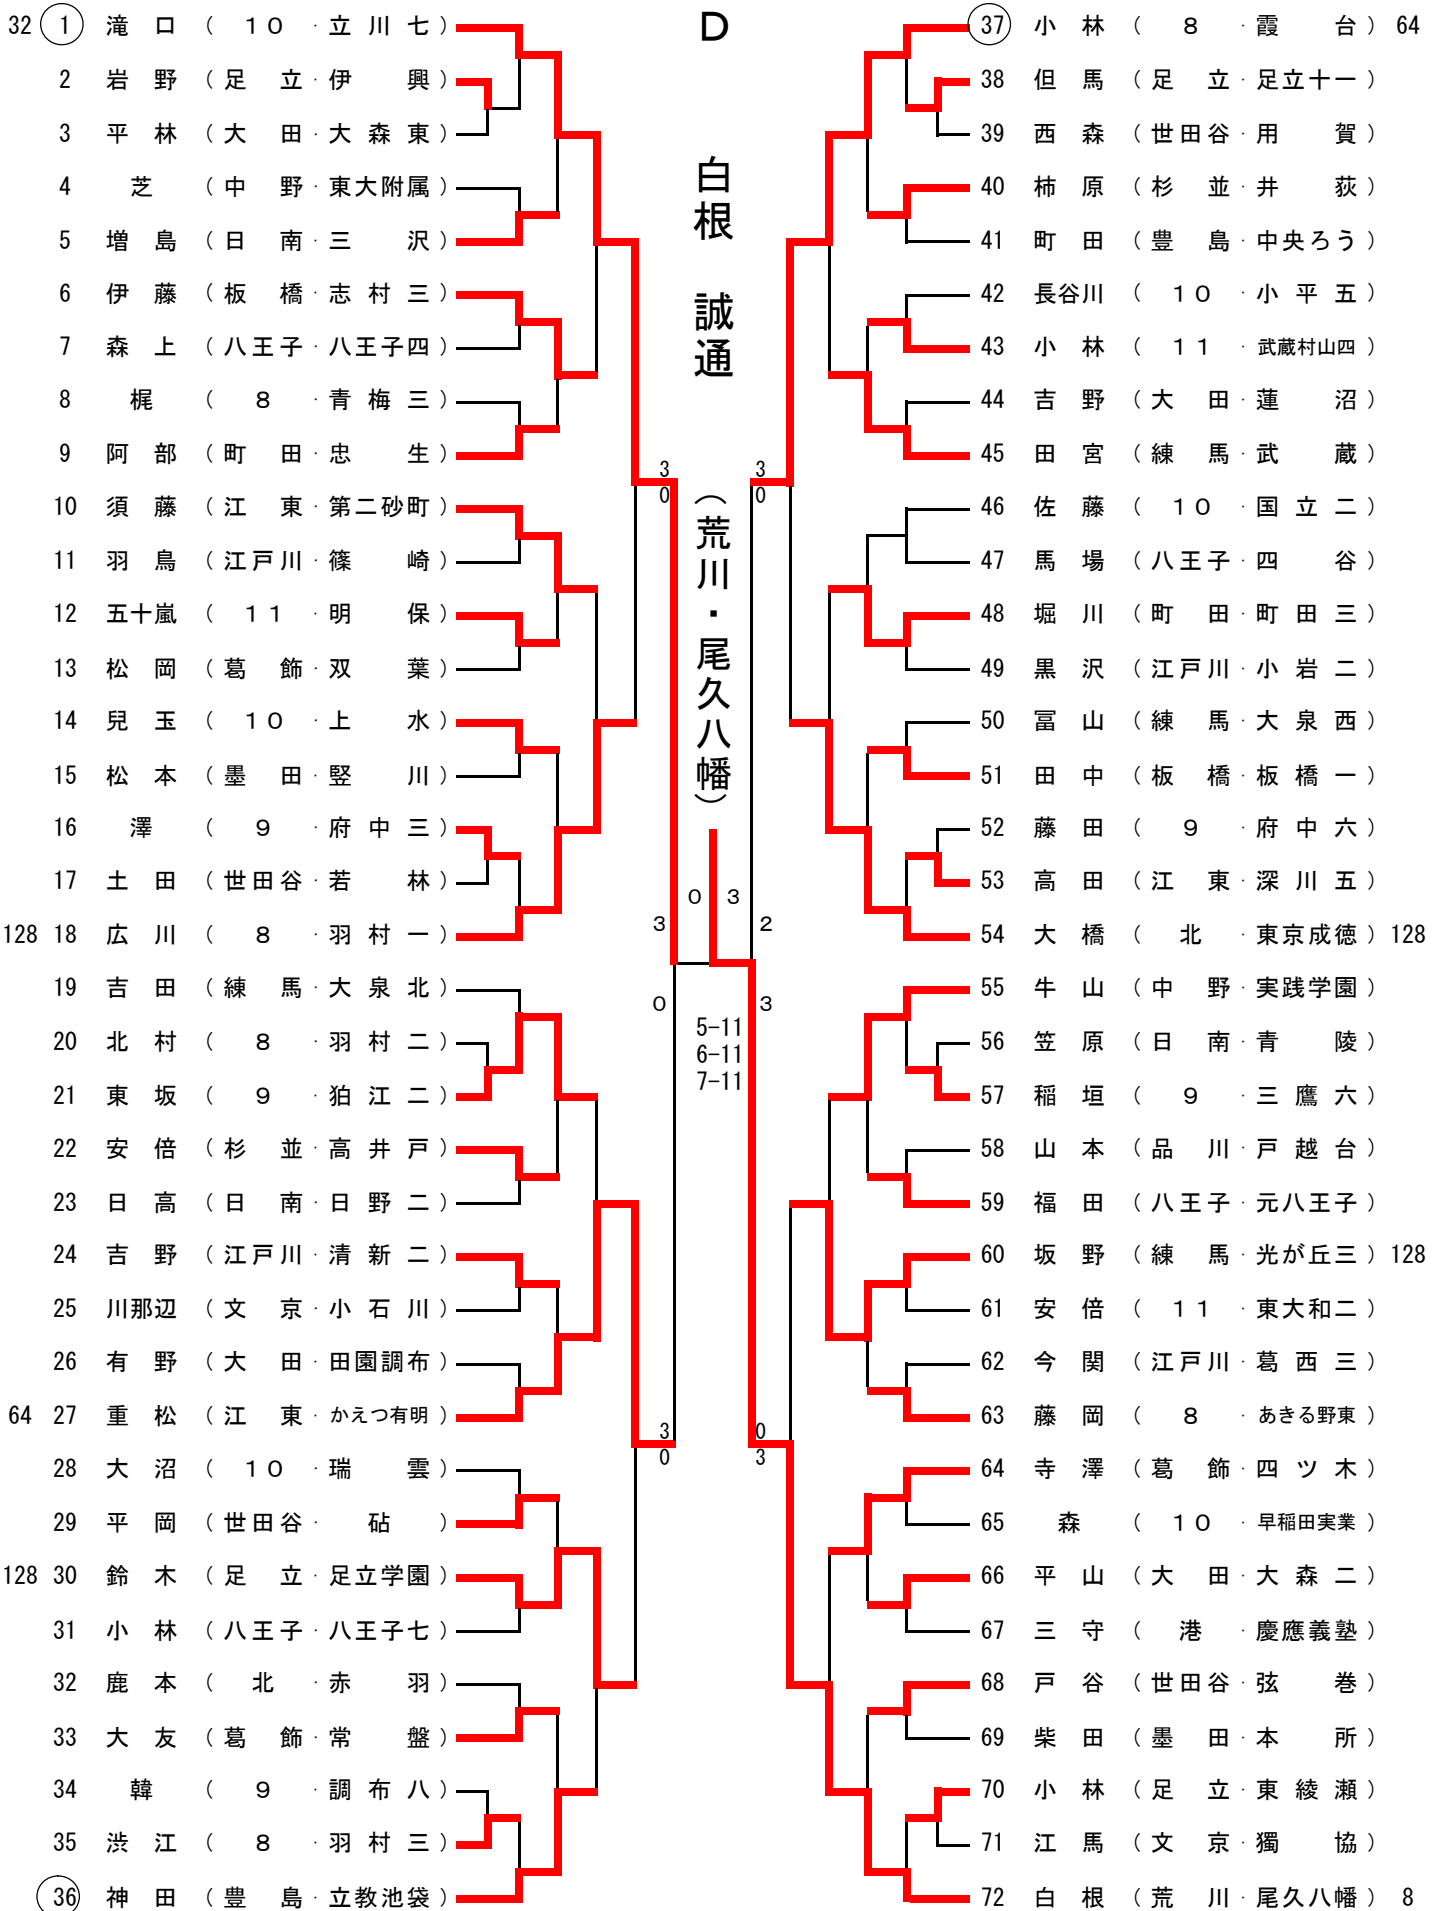 D
白根 誠通
（荒川・尾久八幡）
32 1 滝口（10・立川七）
2 岩野（足立・伊興）
3 平林（大田・大森東）
4 芝（中野・東大附属）
5 増島（日南・三沢）
6 伊藤（板橋・志村三）
7 森上（八王子・八王子四）
8 梶（8・青梅三）
9 阿部（町田・忠生）
10 須藤（江東・第二砂町）
11 羽鳥（江戸川・篠崎）
12 五十嵐（11・明保）
13 松岡（葛飾・双葉）
14 兒玉（10・上水）
15 松本（墨田・竪川）
16 澤（9・府中三）
17 土田（世田谷・若林）
128 18 広川（8・羽村一）
19 吉田（練馬・大泉北）
20 北村（8・羽村二）
21 東坂（9・狛江二）
22 安倍（杉並・高井戸）
23 日高（日南・日野二）
24 吉野（江戸川・清新二）
25 川那辺（文京・小石川）
26 有野（大田・田園調布）
64 27 重松（江東・かえつ有明）
28 大沼（10・瑞雲）
29 平岡（世田谷・砧）
128 30 鈴木（足立・足立学園）
31 小林（八王子・八王子七）
32 鹿本（北・赤羽）
33 大友（葛飾・常盤）
34 韓（9・調布八）
35 渋江（8・羽村三）
36 神田（豊島・立教池袋）
3
0
3
0
3
0
0 3
5-11
6-11
7-11
3
0
2
3
0
3
37 小林（8・霞台）64
38 但馬（足立・足立十一）
39 西森（世田谷・用賀）
40 柿原（杉並・井荻）
41 町田（豊島・中央ろう）
42 長谷川（10・小平五）
43 小林（11・武蔵村山四）
44 吉野（大田・蓮沼）
45 田宮（練馬・武蔵）
46 佐藤（10・国立二）
47 馬場（八王子・四谷）
48 堀川（町田・町田三）
49 黒沢（江戸川・小岩二）
50 冨山（練馬・大泉西）
51 田中（板橋・板橋一）
52 藤田（9・府中六）
53 高田（江東・深川五）
54 大橋（北・東京成徳）128
55 牛山（中野・実践学園）
56 笠原（日南・青陵）
57 稲垣（9・三鷹六）
58 山本（品川・戸越台）
59 福田（八王子・元八王子）
60 坂野（練馬・光が丘三）128
61 安倍（11・東大和二）
62 今関（江戸川・葛西三）
63 藤岡（8・あきる野東）
64 寺澤（葛飾・四ツ木）
65 森（10・早稲田実業）
66 平山（大田・大森二）
67 三守（港・慶應義塾）
68 戸谷（世田谷・弦巻）
69 柴田（墨田・本所）
70 小林（足立・東綾瀬）
71 江馬（文京・獨協）
72 白根（荒川・尾久八幡）8